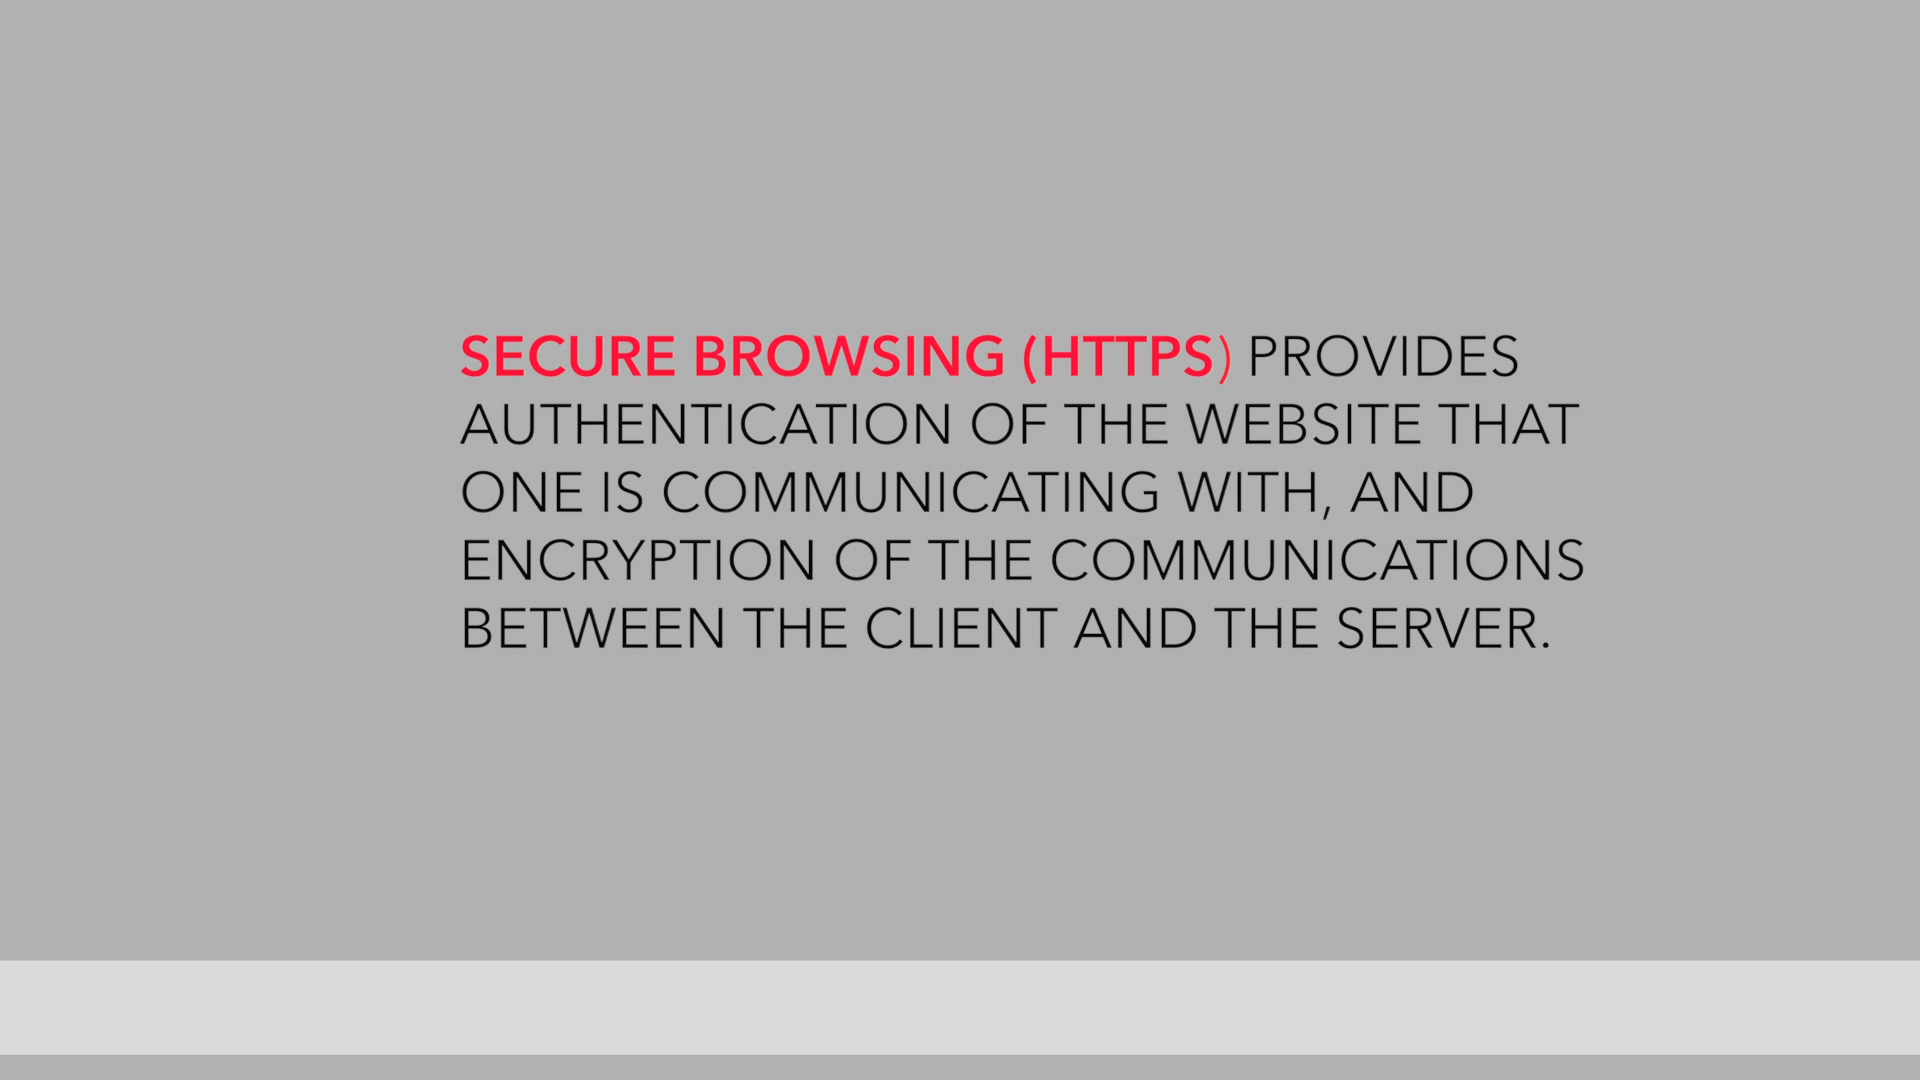 SECURE BROWSING (HTTPS) PROVIDES
AUTHENTICATION OF THE WEBSITE THAT
ONE IS COMMUNICATING WITH, AND
ENCRYPTION OF THE COMMUNICATIONS
BETWEEN THE CLIENT AND THE SERVER.